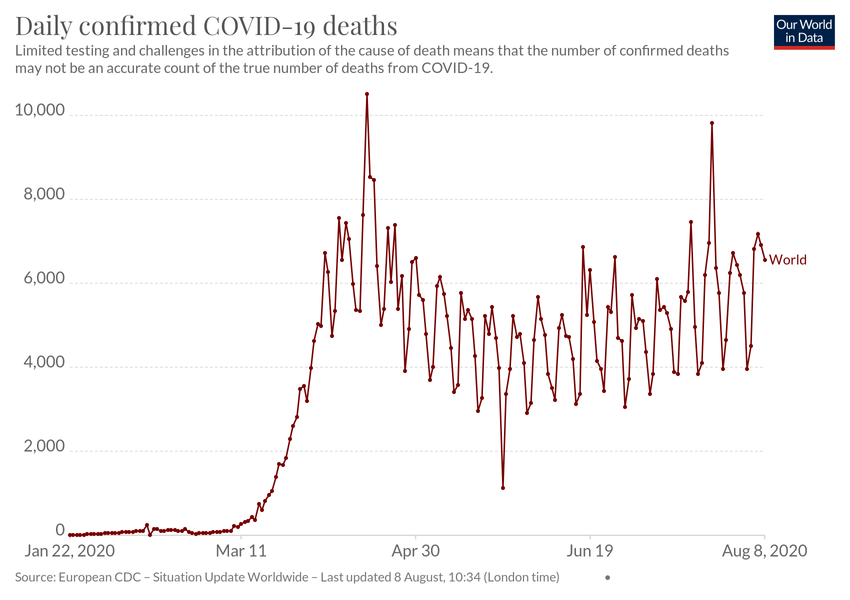 Daily confirmed COVID-19 deaths
Our World
in Data
Limited testing and challenges in the attribution of the cause of death means that the number of confirmed deaths
may not be an accurate count of the true number of deaths from COVID-19.
10,000
8,000
6,000
World
4,000
2,000
0
Jan 22, 2020
Mar 11
Apr 30
Jun 19
Aug 8, 2020
Source: European CDC – Situation Update Worldwide – Last updated 8 August, 10:34 (London time)